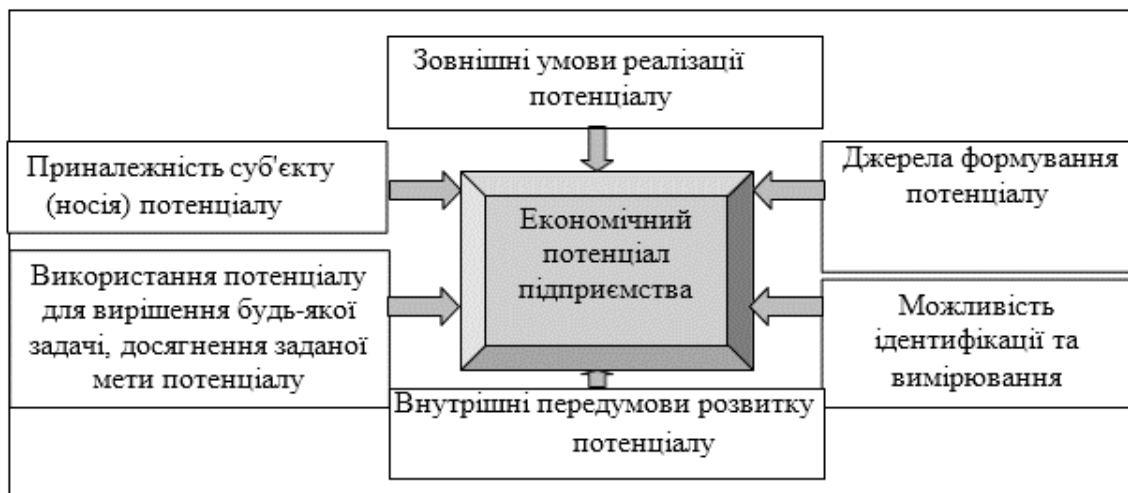 Зовнішні умови реалізації
потенціалу
Приналежність суб'єкту
(носія) потенціалу
Джерела формування
потенціалу
Економічний
потенціал
підприємства
Використання потенціалу
для вирішення будь-якої
задачі, досягнення заданої
мети потенціалу
Можливість
ідентифікації та
вимірювання
Внутрішні передумови розвитку
потенціалу